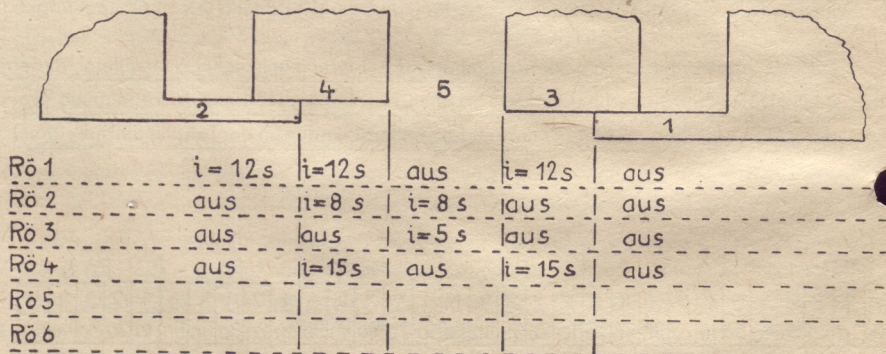 2 4 5 3 1
Rö 1 i = 12 s i = 12 s aus i = 12 s aus
Rö 2 aus i = 8 s i = 8 s aus aus
Rö 3 aus aus i = 5 s aus aus
Rö 4 aus i = 15 s aus i = 15 s aus
Rö 5
Rö 6